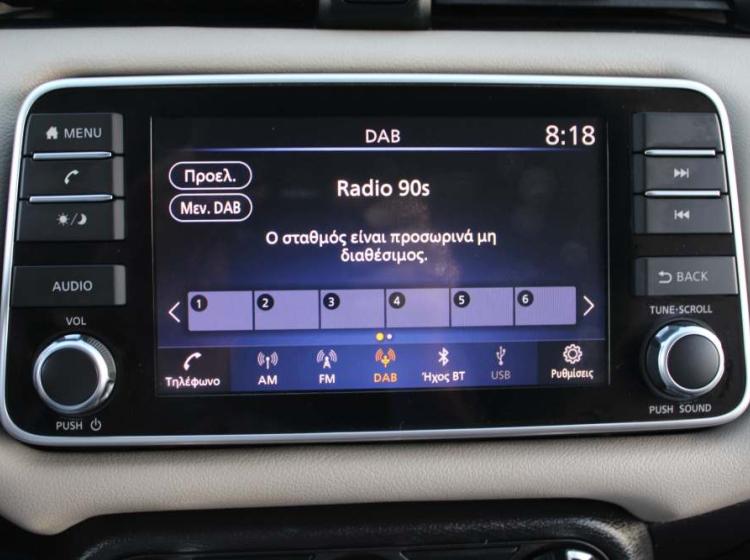 MENU
DAB
8:18
Προελ.
Μεν. DAB
Radio 90s
Ο σταθμός είναι προσωρινά μη
διαθέσιμος.
AUDIO
BACK
VOL
TUNE·SCROLL
1 2 3 4 5 6
Τηλέφωνο AM FM DAB Ήχος BT USB Ρυθμίσεις
PUSH
PUSH SOUND